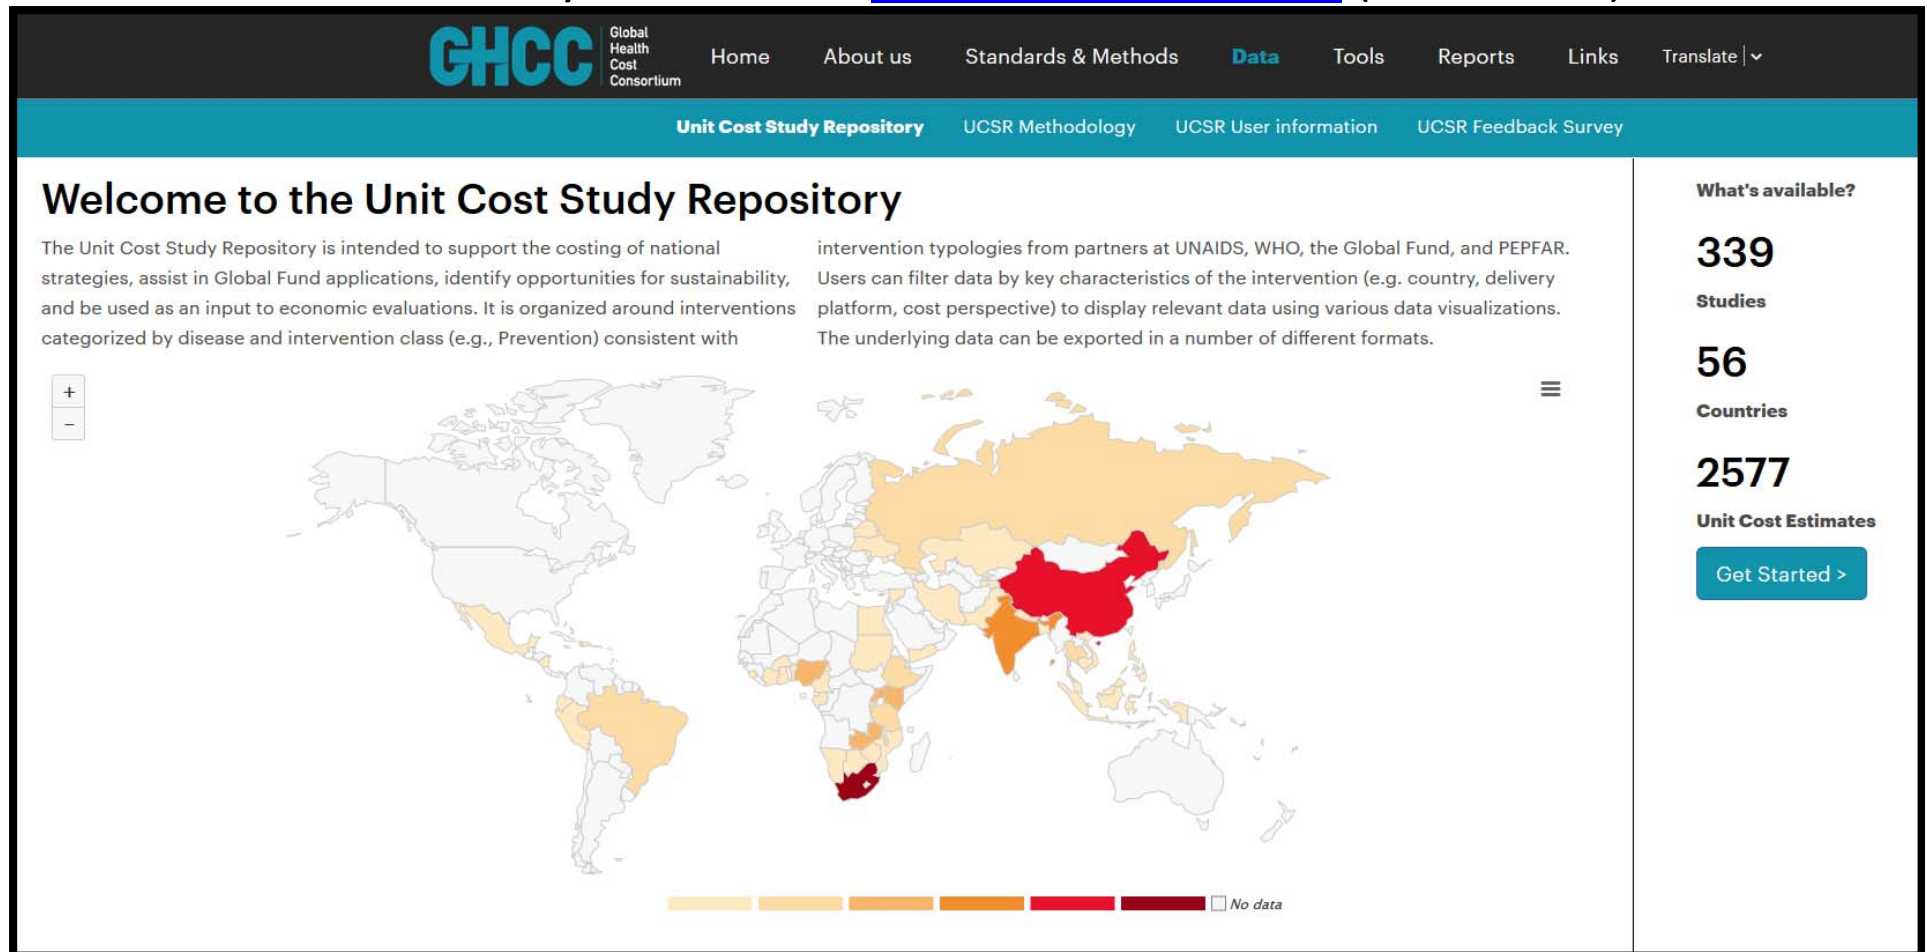 GHCC
Global
Health
Cost
Consortium
Home About us Standards & Methods Data Tools Reports Links Translate
Unit Cost Study Repository UCSR Methodology UCSR User information UCSR Feedback Survey
Welcome to the Unit Cost Study Repository
The Unit Cost Study Repository is intended to support the costing of national
strategies, assist in Global Fund applications, identify opportunities for sustainability,
and be used as an input to economic evaluations. It is organized around interventions
categorized by disease and intervention class (e.g., Prevention) consistent with
intervention typologies from partners at UNAIDS, WHO, the Global Fund, and PEPFAR.
Users can filter data by key characteristics of the intervention (e.g. country, delivery
platform, cost perspective) to display relevant data using various data visualizations.
The underlying data can be exported in a number of different formats.
+
−
No data
What's available?
339
Studies
56
Countries
2577
Unit Cost Estimates
Get Started >